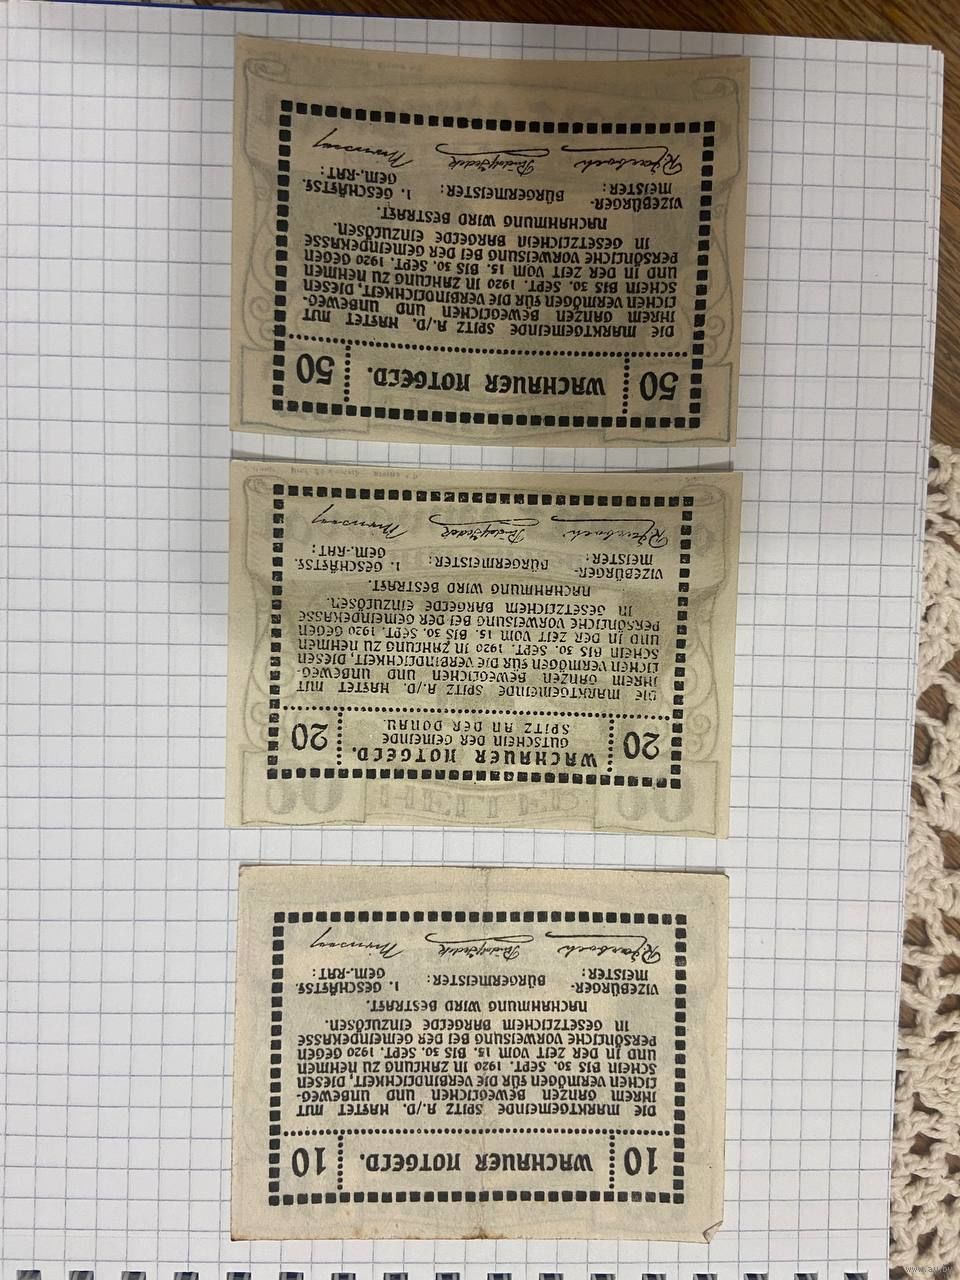 10 WACHAUER NOTGELD. 10
DIE MARKTGEMEINDE SPITZ A./D. HAFTET MIT
IHREM GANZEN BEWEGLICHEN UND UNBEWEG-
LICHEN VERMÖGEN FÜR DIE VERBINDLICHKEIT, DIESEN
SCHEIN BIS 30. SEPT. 1920 IN ZAHLUNG ZU NEHMEN
UND IN DER ZEIT VOM 15. BIS 30. SEPT. 1920 GEGEN
PERSÖNLICHE VORWEISUNG BEI DER GEMEINDEKASSE
IN GESETZLICHEM BARGELDE EINZULÖSEN.
NACHAHMUNG WIRD BESTRAFT.
VIZEBÜRGER- BÜRGERMEISTER: 1. GESCHÄFTSF.
MEISTER: GEM.-RAT:
20 WACHAUER NOTGELD. 20
GUTSCHEIN DER GEMEINDE
SPITZ AN DER DONAU.
DIE MARKTGEMEINDE SPITZ A./D. HAFTET MIT
IHREM GANZEN BEWEGLICHEN UND UNBEWEG-
LICHEN VERMÖGEN FÜR DIE VERBINDLICHKEIT, DIESEN
SCHEIN BIS 30. SEPT. 1920 IN ZAHLUNG ZU NEHMEN
UND IN DER ZEIT VOM 15. BIS 30. SEPT. 1920 GEGEN
PERSÖNLICHE VORWEISUNG BEI DER GEMEINDEKASSE
IN GESETZLICHEM BARGELDE EINZULÖSEN.
NACHAHMUNG WIRD BESTRAFT.
VIZEBÜRGER- BÜRGERMEISTER: 1. GESCHÄFTSF.
MEISTER: GEM.-RAT:
50 WACHAUER NOTGELD. 50
DIE MARKTGEMEINDE SPITZ A./D. HAFTET MIT
IHREM GANZEN BEWEGLICHEN UND UNBEWEG-
LICHEN VERMÖGEN FÜR DIE VERBINDLICHKEIT, DIESEN
SCHEIN BIS 30. SEPT. 1920 IN ZAHLUNG ZU NEHMEN
UND IN DER ZEIT VOM 15. BIS 30. SEPT. 1920 GEGEN
PERSÖNLICHE VORWEISUNG BEI DER GEMEINDEKASSE
IN GESETZLICHEM BARGELDE EINZULÖSEN.
NACHAHMUNG WIRD BESTRAFT.
VIZEBÜRGER- BÜRGERMEISTER: 1. GESCHÄFTSF.
MEISTER: GEM.-RAT: